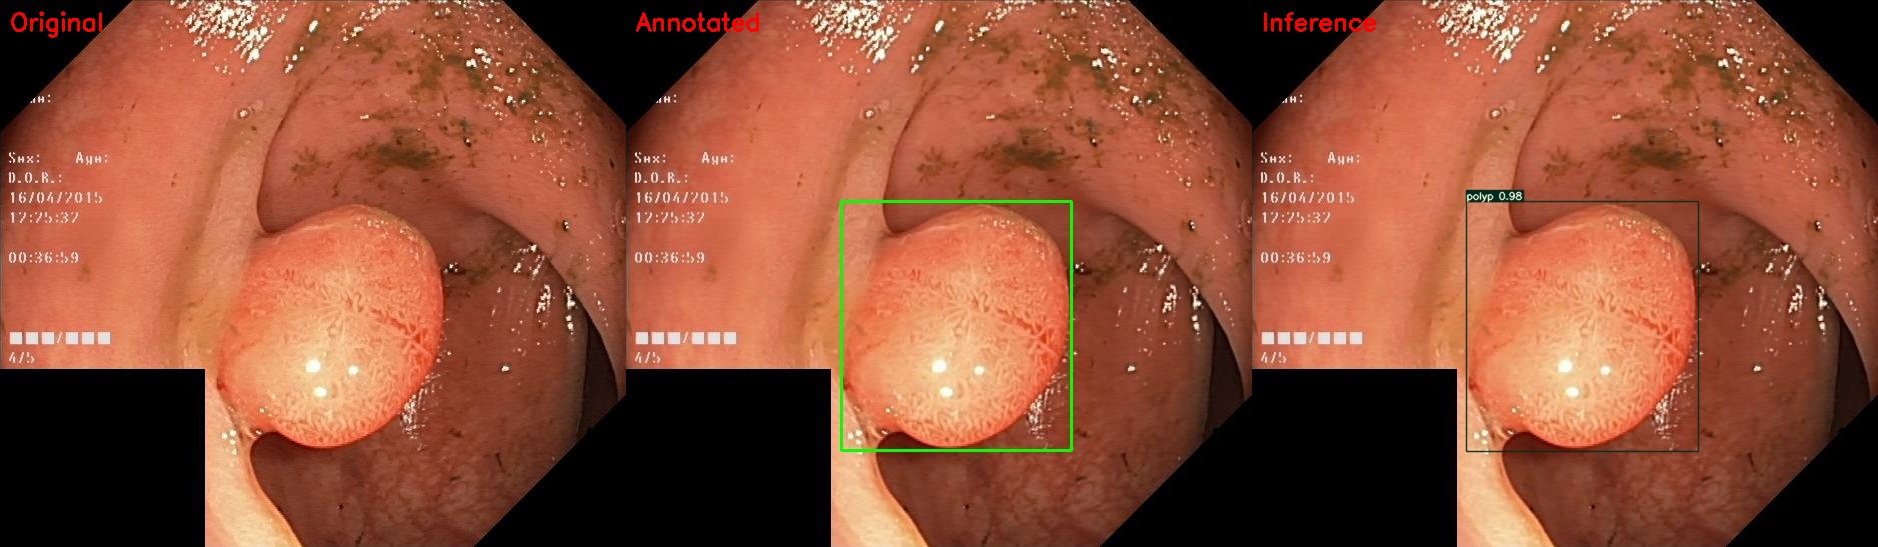 Original
Sex: Age:
D.O.B.:
16/04/2015
12:25:32
00:36:59
4/5
Annotated
Sex: Age:
D.O.B.:
16/04/2015
12:25:32
00:36:59
4/5
Inference
Sex: Age:
D.O.B.:
16/04/2015
12:25:32
00:36:59
4/5
polyp 0.98